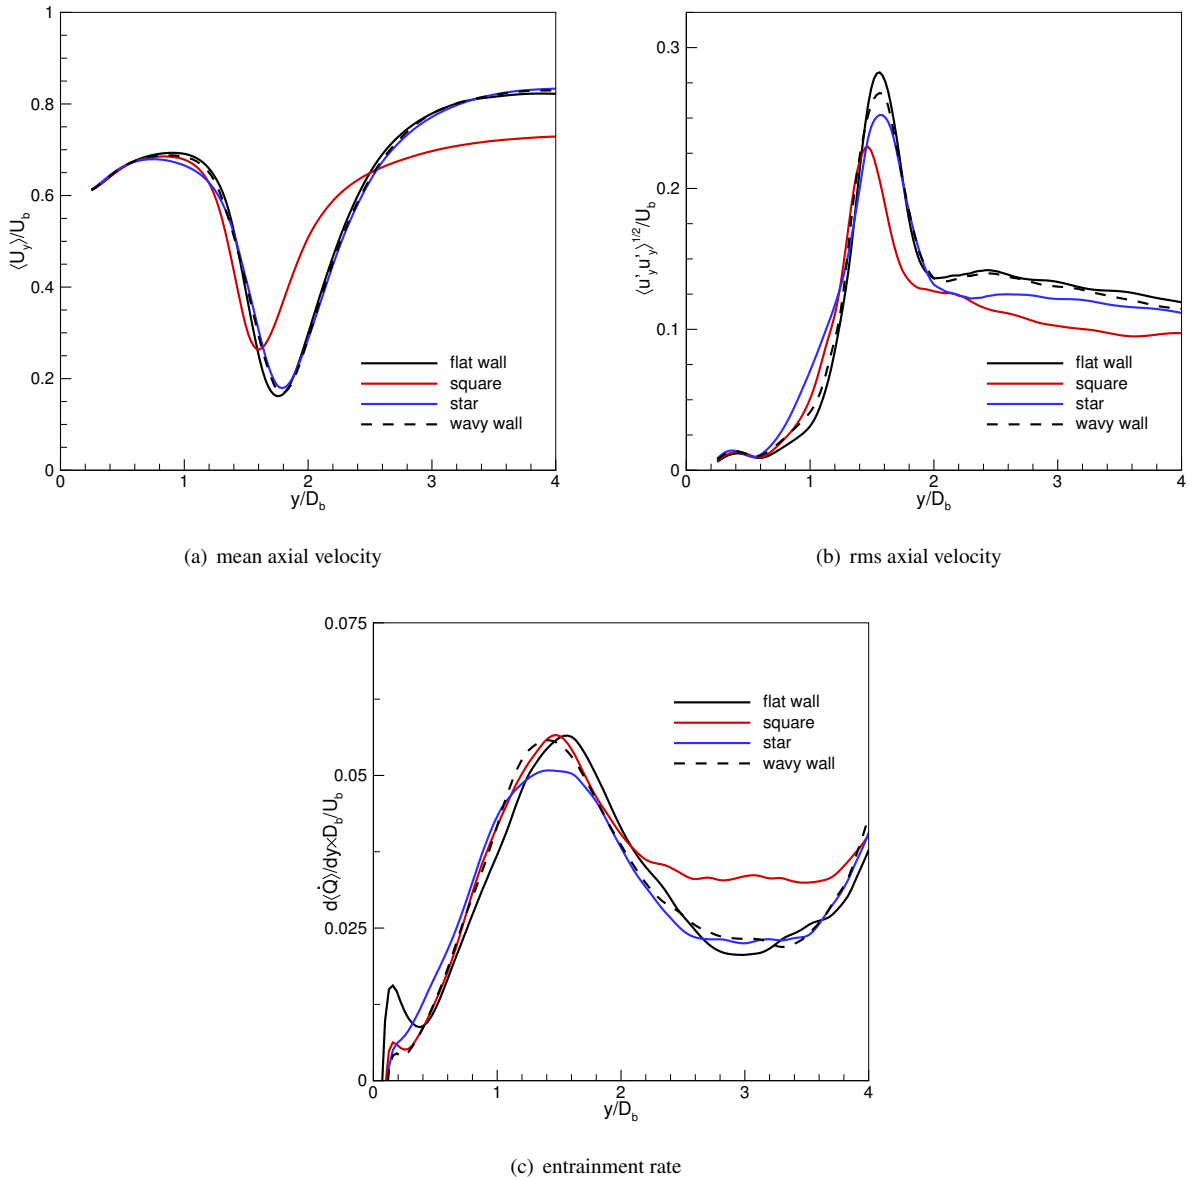 1
0.8
0.6
0.4
0.2
0
⟨U_y⟩/U_b
flat wall
square
star
wavy wall
0 1 2 3 4
y/D_b
(a) mean axial velocity
0.3
0.2
0.1
0
⟨u'_y u'_y⟩^1/2/U_b
flat wall
square
star
wavy wall
0 1 2 3 4
y/D_b
(b) rms axial velocity
0.075
0.05
0.025
0
d⟨Q̇⟩/dy×D_b/U_b
flat wall
square
star
wavy wall
0 1 2 3 4
y/D_b
(c) entrainment rate